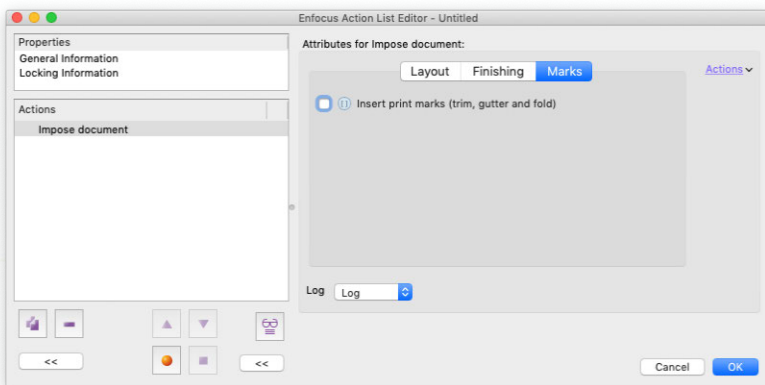 Enfocus Action List Editor - Untitled
Properties
General Information
Locking Information
Actions
Impose document
<<
<<
Attributes for Impose document:
Layout Finishing Marks
Actions
Insert print marks (trim, gutter and fold)
Log Log
Cancel OK